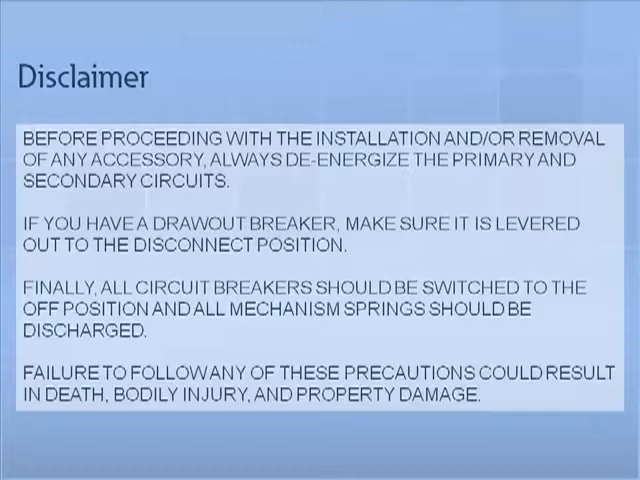 Disclaimer
BEFORE PROCEEDING WITH THE INSTALLATION AND/OR REMOVAL
OF ANY ACCESSORY, ALWAYS DE-ENERGIZE THE PRIMARY AND
SECONDARY CIRCUITS.
IF YOU HAVE A DRAWOUT BREAKER, MAKE SURE IT IS LEVERED
OUT TO THE DISCONNECT POSITION.
FINALLY, ALL CIRCUIT BREAKERS SHOULD BE SWITCHED TO THE
OFF POSITION AND ALL MECHANISM SPRINGS SHOULD BE
DISCHARGED.
FAILURE TO FOLLOW ANY OF THESE PRECAUTIONS COULD RESULT
IN DEATH, BODILY INJURY, AND PROPERTY DAMAGE.